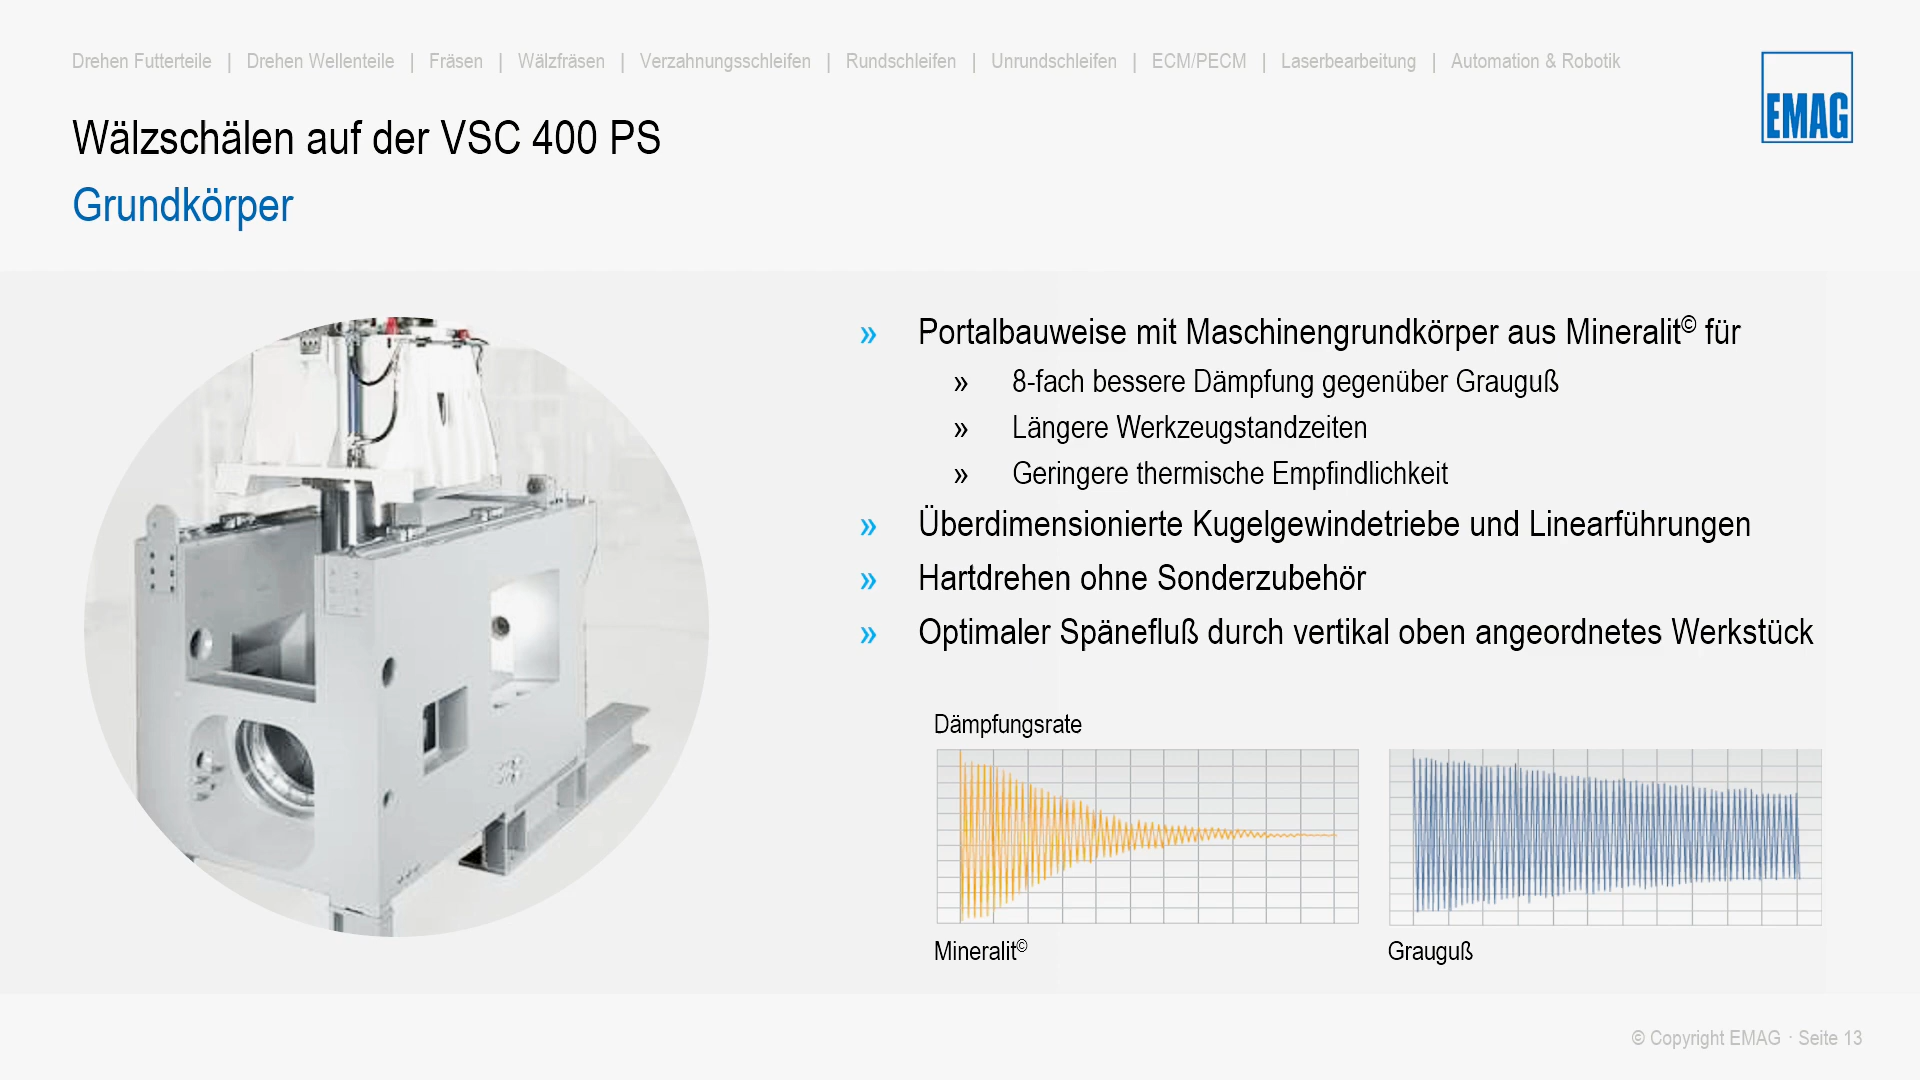 Drehen Futterteile | Drehen Wellenteile | Fräsen | Wälzfräsen | Verzahnungsschleifen | Rundschleifen | Unrundschleifen | ECM/PECM | Laserbearbeitung | Automation & Robotik
EMAG
Wälzschälen auf der VSC 400 PS
Grundkörper
» Portalbauweise mit Maschinengrundkörper aus Mineralit© für
» 8-fach bessere Dämpfung gegenüber Grauguß
» Längere Werkzeugstandzeiten
» Geringere thermische Empfindlichkeit
» Überdimensionierte Kugelgewindetriebe und Linearführungen
» Hartdrehen ohne Sonderzubehör
» Optimaler Spänefluß durch vertikal oben angeordnetes Werkstück
Dämpfungsrate
Mineralit©
Grauguß
© Copyright EMAG · Seite 13